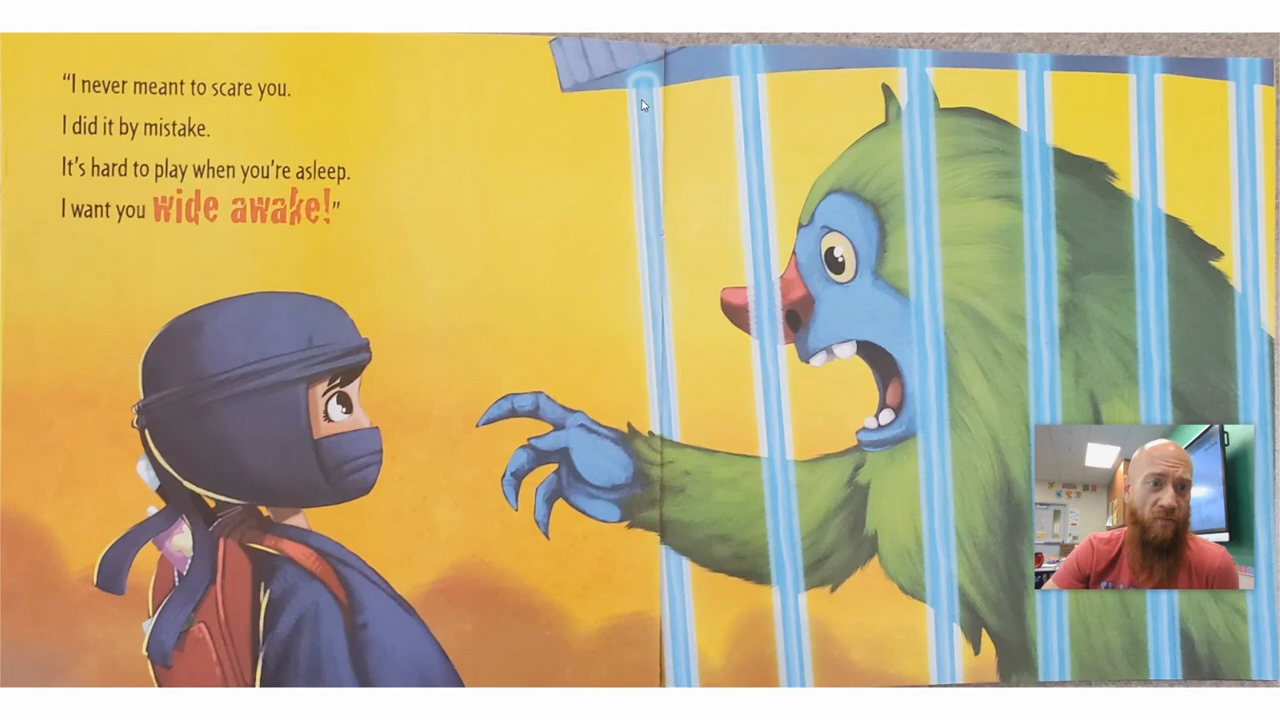 “I never meant to scare you.
I did it by mistake.
It’s hard to play when you’re asleep.
I want you wide awake!”